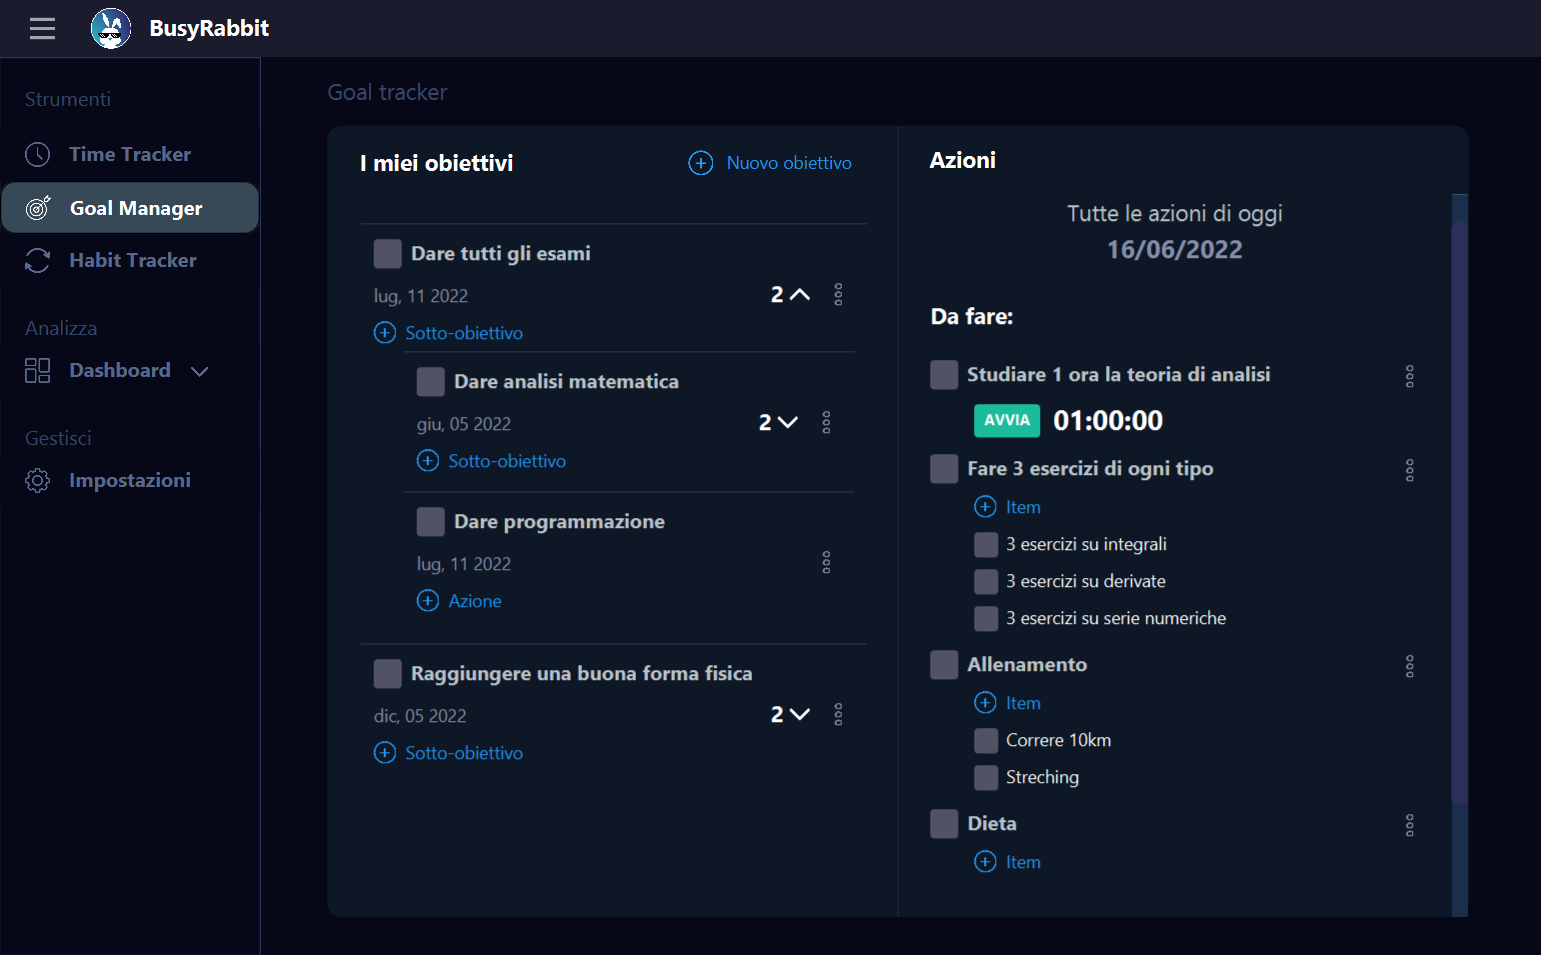 BusyRabbit
Strumenti
Time Tracker
Goal Manager
Habit Tracker
Analizza
Dashboard
Gestisci
Impostazioni
Goal tracker
I miei obiettivi
Nuovo obiettivo
Dare tutti gli esami
lug, 11 2022
2
Sotto-obiettivo
Dare analisi matematica
giu, 05 2022
2
Sotto-obiettivo
Dare programmazione
lug, 11 2022
Azione
Raggiungere una buona forma fisica
dic, 05 2022
2
Sotto-obiettivo
Azioni
Tutte le azioni di oggi
16/06/2022
Da fare:
Studiare 1 ora la teoria di analisi
AVVIA 01:00:00
Fare 3 esercizi di ogni tipo
Item
3 esercizi su integrali
3 esercizi su derivate
3 esercizi su serie numeriche
Allenamento
Item
Correre 10km
Streching
Dieta
Item